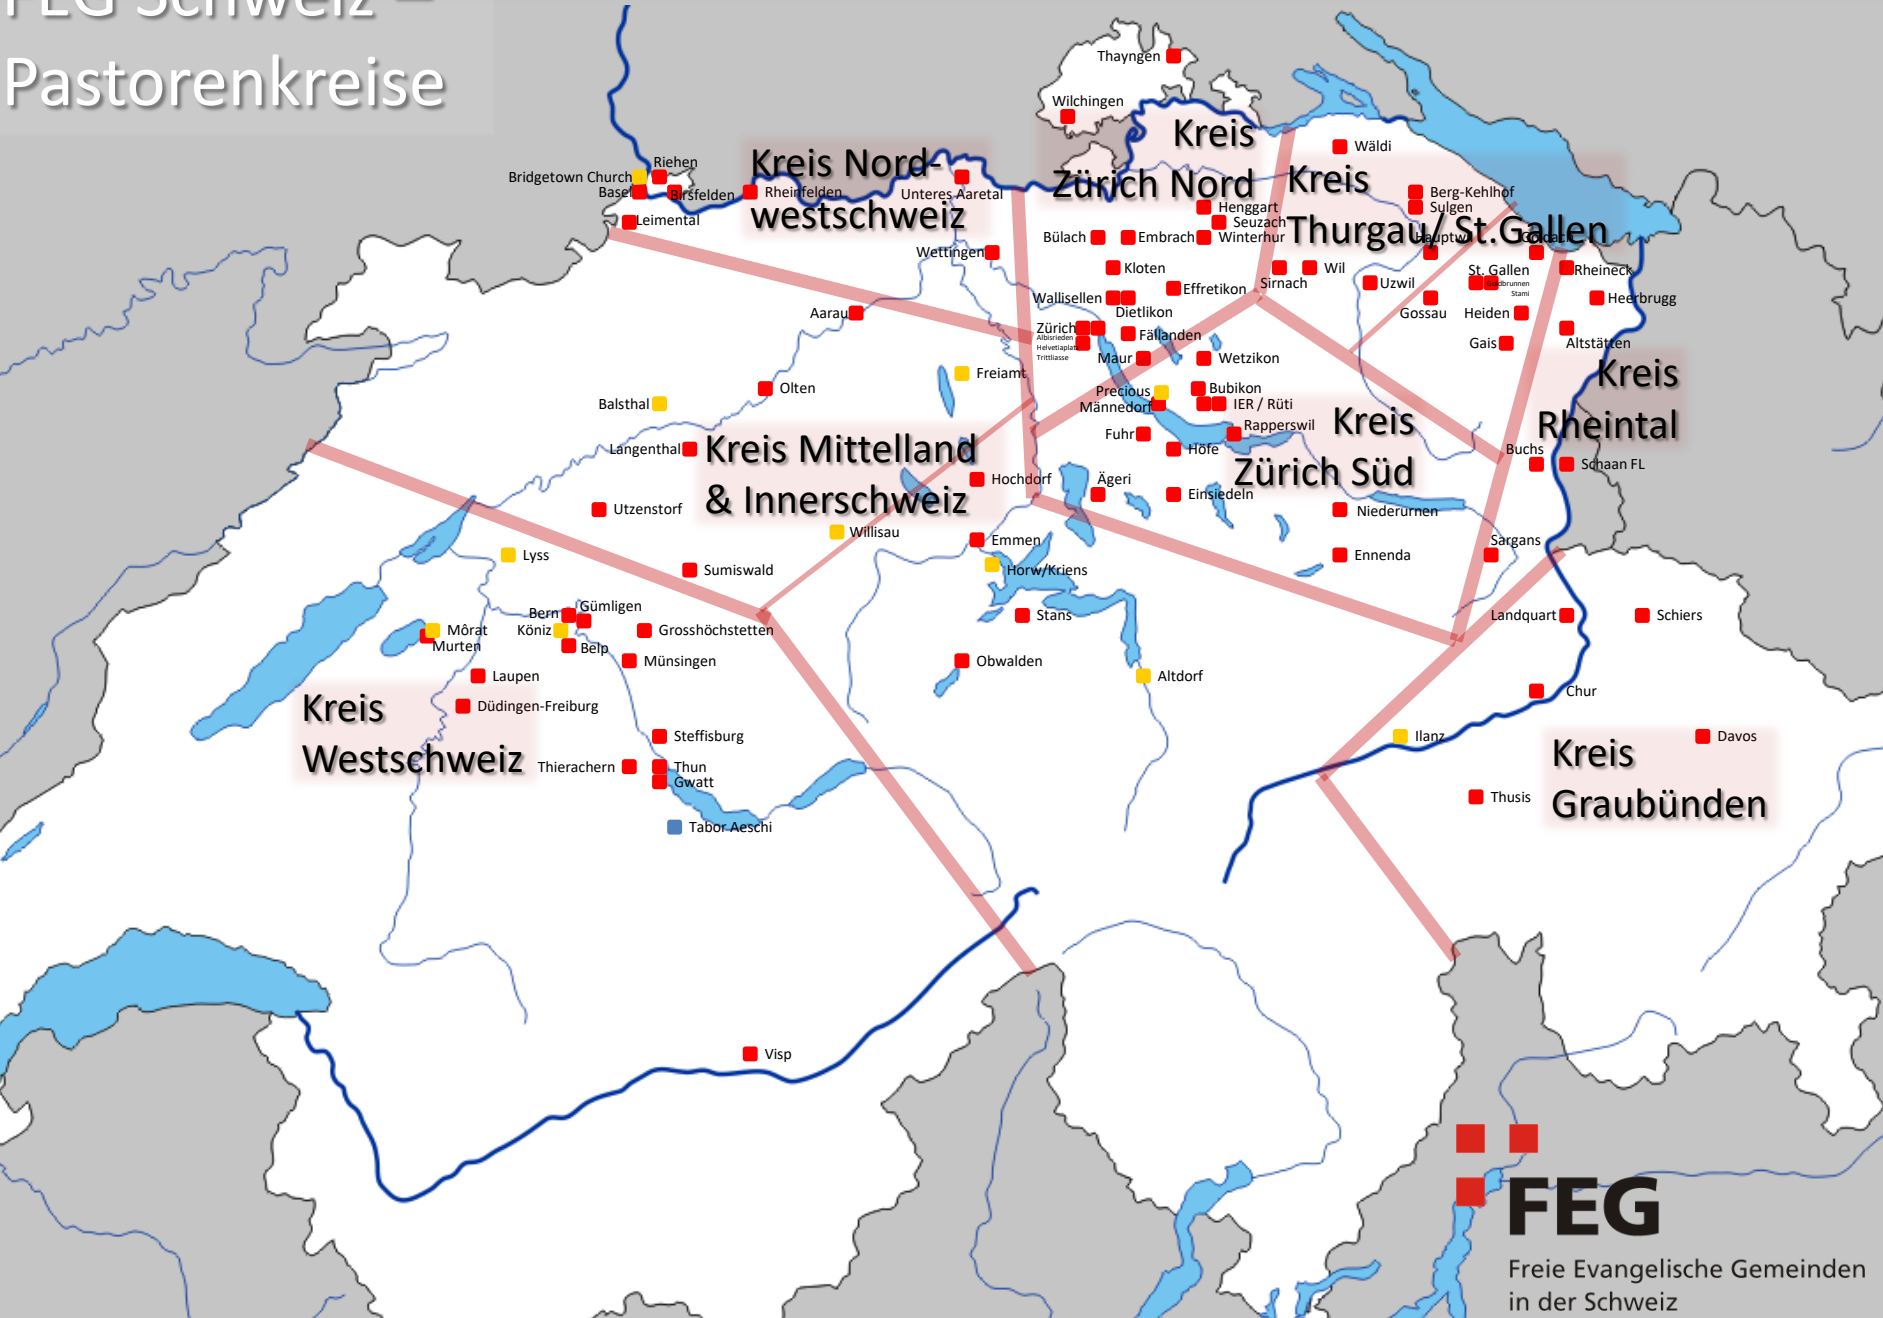 FEG Schweiz –
Pastorenkreise
Thayngen
Wilchingen
Kreis
Zürich Nord
Wäldi
Riehen
Bridgetown Church
Basel
Birsfelden
Rheinfelden
Leimental
Kreis Nord-
westschweiz
Unteres Aaretal
Wettingen
Aarau
Kreis
Thurgau/ St.Gallen
Berg-Kehlhof
Sulgen
Henggart
Seuzach
Bülach
Embrach
Winterhur
Kloten
Effretikon
Sirnach
Wil
Uzwil
St. Gallen
Goldbrunnen
Stami
Rheineck
Heerbrugg
Wallisellen
Dietlikon
Gossau
Heiden
Zürich
Albisrieden
Helvetiaplatz
Fällanden
Gais
Altstätten
Maur
Wetzikon
Kreis
Rheintal
Freiamt
Olten
Balsthal
Precious
Männedorf
Bubikon
IER / Rüti
Rapperswil
Kreis
Zürich Süd
Fuhr
Höfe
Buchs
Schaan FL
Langenthal
Kreis Mittelland
& Innerschweiz
Hochdorf
Ägeri
Einsiedeln
Niederurnen
Utzenstorf
Willisau
Emmen
Ennenda
Sargans
Lyss
Sumiswald
Horw/Kriens
Bern
Gümligen
Stans
Landquart
Schiers
Môrat
Murten
Köniz
Grosshöchstetten
Belp
Münsingen
Obwalden
Altdorf
Laupen
Düdingen-Freiburg
Chur
Kreis
Westschweiz
Steffisburg
Thierachern
Thun
Gwatt
Ilanz
Davos
Kreis
Graubünden
Thusis
Tabor Aeschi
Visp
FEG
Freie Evangelische Gemeinden
in der Schweiz